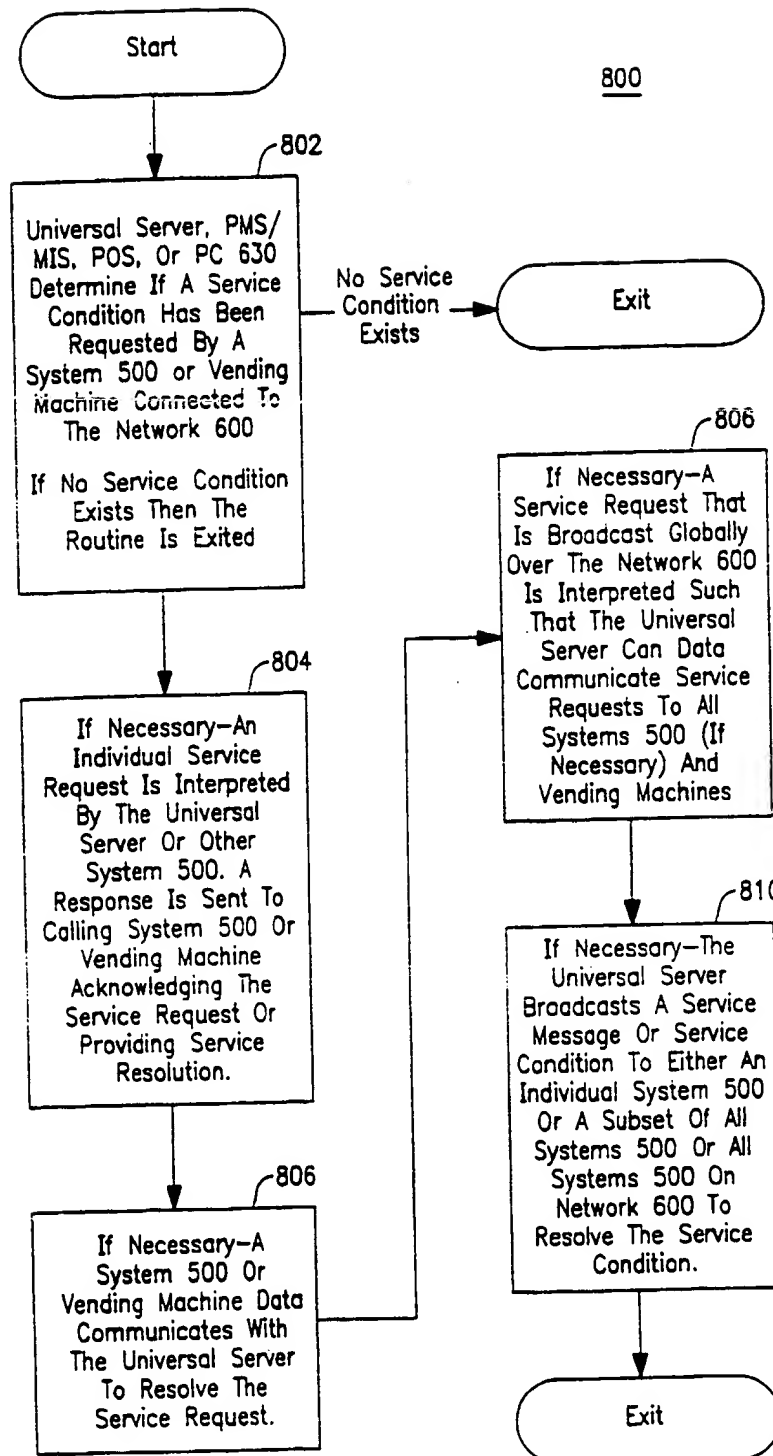 Start
800
802
Universal Server, PMS/
MIS, POS, Or PC 630
Determine If A Service
Condition Has Been
Requested By A
System 500 or Vending
Machine Connected To
The Network 600
If No Service Condition
Exists Then The
Routine Is Exited
No Service
Condition
Exists
Exit
804
If Necessary–An
Individual Service
Request Is Interpreted
By The Universal
Server Or Other
System 500. A
Response Is Sent To
Calling System 500 Or
Vending Machine
Acknowledging The
Service Request Or
Providing Service
Resolution.
806
If Necessary–A
System 500 Or
Vending Machine Data
Communicates With
The Universal Server
To Resolve The
Service Request.
806
If Necessary–A
Service Request That
Is Broadcast Globally
Over The Network 600
Is Interpreted Such
That The Universal
Server Can Data
Communicate Service
Requests To All
Systems 500 (If
Necessary) And
Vending Machines
810
If Necessary–The
Universal Server
Broadcasts A Service
Message Or Service
Condition To Either An
Individual System 500
Or A Subset Of All
Systems 500 Or All
Systems 500 On
Network 600 To
Resolve The Service
Condition.
Exit